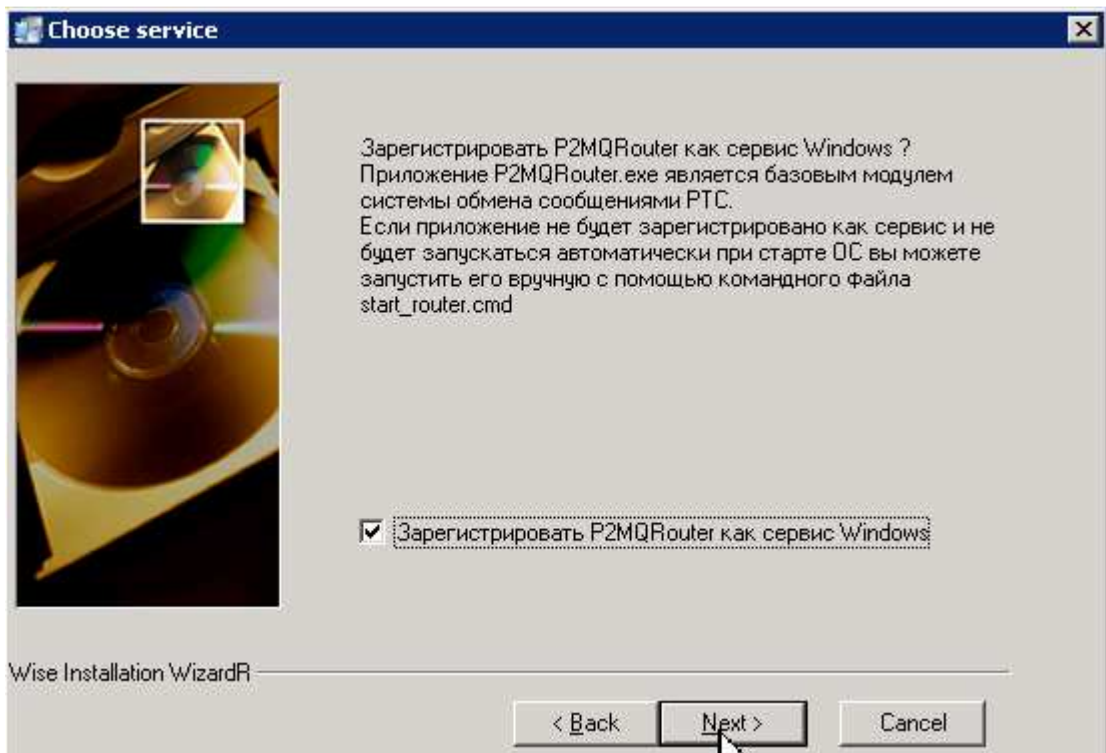 Choose service
Зарегистрировать P2MQRouter как сервис Windows ?
Приложение P2MQRouter.exe является базовым модулем
системы обмена сообщениями РТС.
Если приложение не будет зарегистрировано как сервис и не
будет запускаться автоматически при старте ОС вы можете
запустить его вручную с помощью командного файла
start_router.cmd
Зарегистрировать P2MQRouter как сервис Windows
Wise Installation WizardR
< Back Next > Cancel